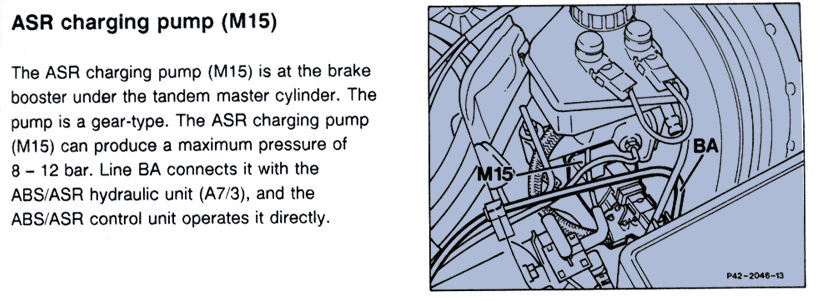 ASR charging pump (M15)
The ASR charging pump (M15) is at the brake
booster under the tandem master cylinder. The
pump is a gear-type. The ASR charging pump
(M15) can produce a maximum pressure of
8 – 12 bar. Line BA connects it with the
ABS/ASR hydraulic unit (A7/3), and the
ABS/ASR control unit operates it directly.
BA
M15
P42-2046-13